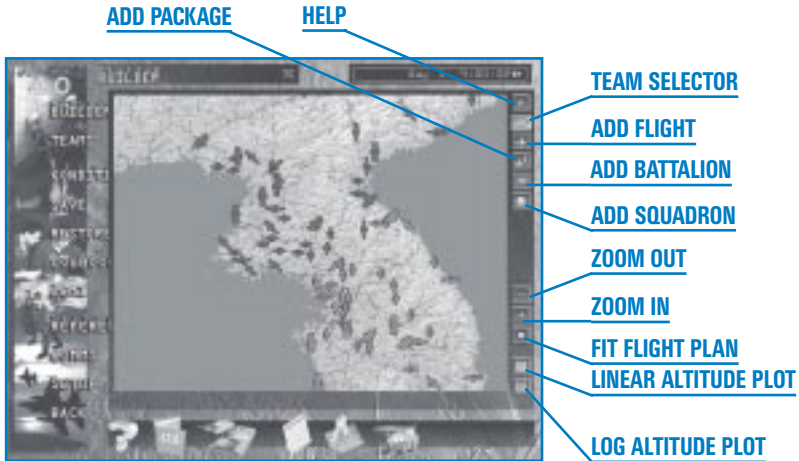 ADD PACKAGE
HELP
TEAM SELECTOR
ADD FLIGHT
ADD BATTALION
ADD SQUADRON
ZOOM OUT
ZOOM IN
FIT FLIGHT PLAN
LINEAR ALTITUDE PLOT
LOG ALTITUDE PLOT
BUILDER
BUILDER
TEAM
SAVE
BACK